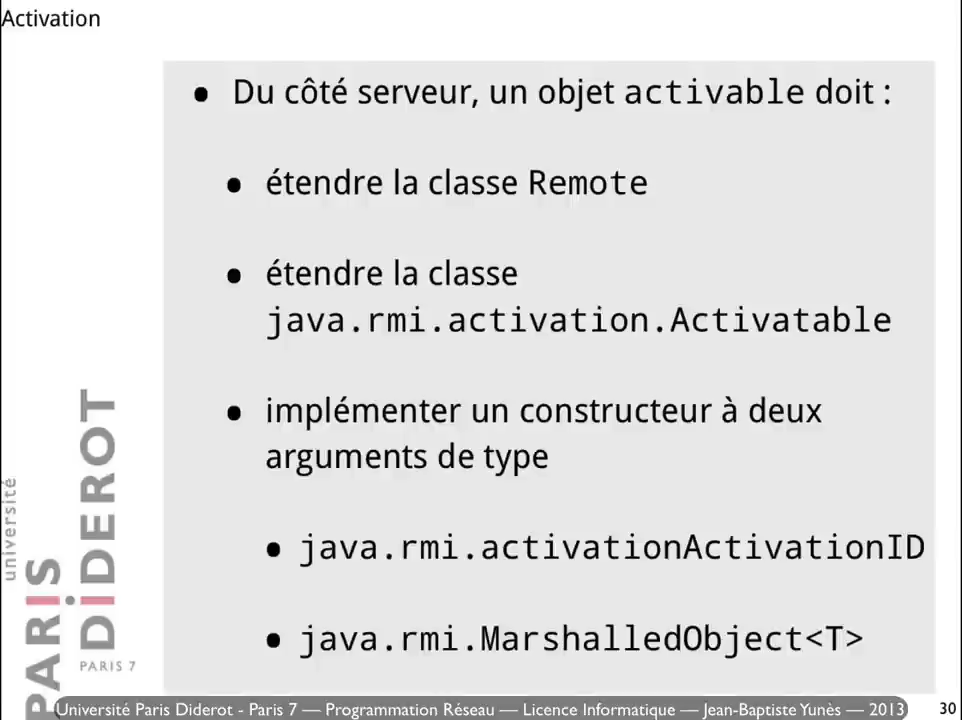 Activation
• Du côté serveur, un objet activable doit :
• étendre la classe Remote
• étendre la classe
java.rmi.activation.Activatable
• implémenter un constructeur à deux
arguments de type
• java.rmi.activationActivationID
• java.rmi.MarshalledObject<T>
université
PARIS
DiDEROT
PARIS 7
Université Paris Diderot - Paris 7 — Programmation Réseau — Licence Informatique — Jean-Baptiste Yunès — 2013
30